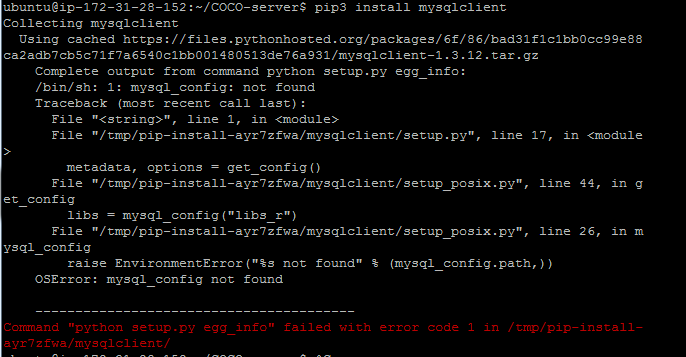 ubuntu@ip-172-31-28-152:~/COCO-server$ pip3 install mysqlclient
Collecting mysqlclient
  Using cached https://files.pythonhosted.org/packages/6f/86/bad31f1c1bb0cc99e88
ca2adb7cb5c71f7a6540c1bb001480513de76a931/mysqlclient-1.3.12.tar.gz
    Complete output from command python setup.py egg_info:
    /bin/sh: 1: mysql_config: not found
    Traceback (most recent call last):
      File "<string>", line 1, in <module>
      File "/tmp/pip-install-ayr7zfwa/mysqlclient/setup.py", line 17, in <module
>
        metadata, options = get_config()
      File "/tmp/pip-install-ayr7zfwa/mysqlclient/setup_posix.py", line 44, in g
et_config
        libs = mysql_config("libs_r")
      File "/tmp/pip-install-ayr7zfwa/mysqlclient/setup_posix.py", line 26, in m
ysql_config
        raise EnvironmentError("%s not found" % (mysql_config.path,))
    OSError: mysql_config not found

    ----------------------------------------
Command "python setup.py egg_info" failed with error code 1 in /tmp/pip-install-
ayr7zfwa/mysqlclient/